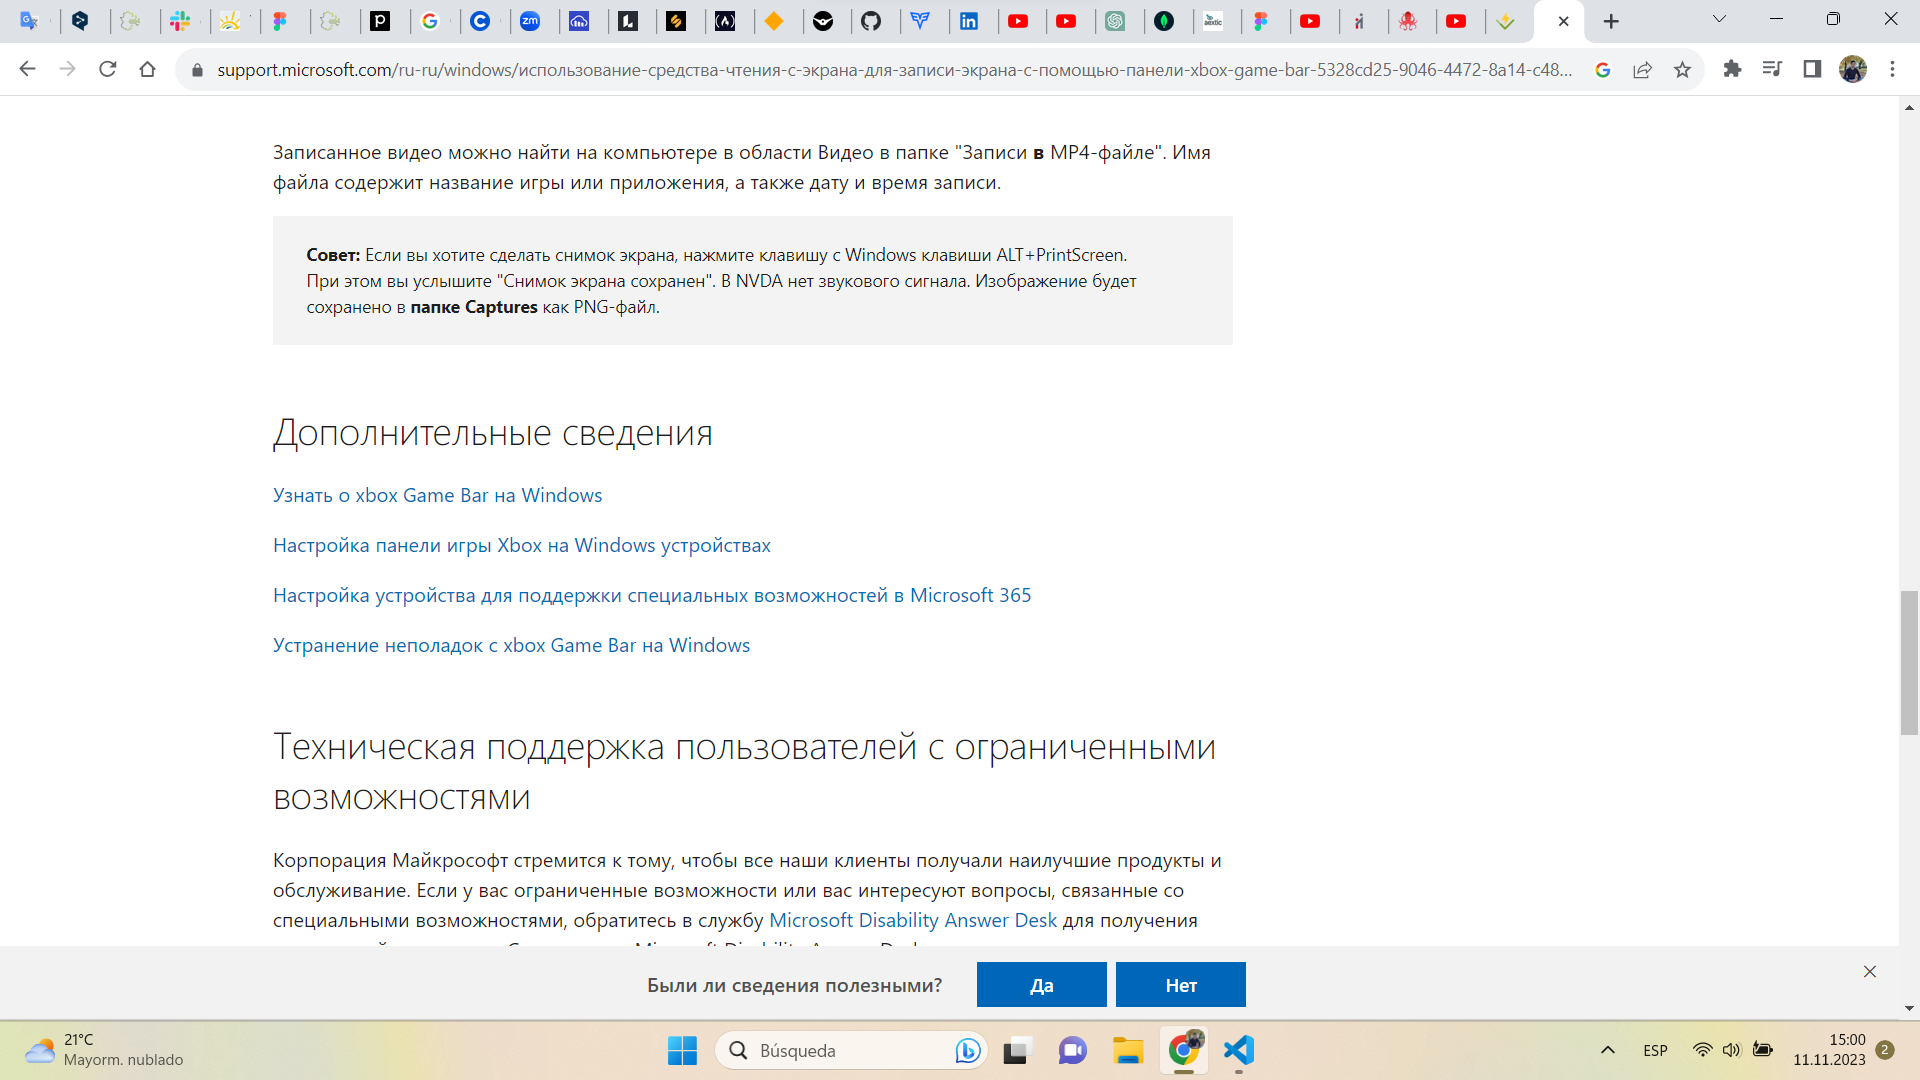 support.microsoft.com/ru-ru/windows/использование-средства-чтения-с-экрана-для-записи-экрана-с-помощью-панели-xbox-game-bar-5328cd25-9046-4472-8a14-c48...
Записанное видео можно найти на компьютере в области Видео в папке "Записи в MP4-файле". Имя
файла содержит название игры или приложения, а также дату и время записи.
Совет: Если вы хотите сделать снимок экрана, нажмите клавишу с Windows клавиши ALT+PrintScreen.
При этом вы услышите "Снимок экрана сохранен". В NVDA нет звукового сигнала. Изображение будет
сохранено в папке Captures как PNG-файл.
Дополнительные сведения
Узнать о xbox Game Bar на Windows
Настройка панели игры Xbox на Windows устройствах
Настройка устройства для поддержки специальных возможностей в Microsoft 365
Устранение неполадок с xbox Game Bar на Windows
Техническая поддержка пользователей с ограниченными
возможностями
Корпорация Майкрософт стремится к тому, чтобы все наши клиенты получали наилучшие продукты и
обслуживание. Если у вас ограниченные возможности или вас интересуют вопросы, связанные со
специальными возможностями, обратитесь в службу Microsoft Disability Answer Desk для получения
Microsoft Disability Answer Desk
Были ли сведения полезными?
Да
Нет
21°C
Mayorm. nublado
Búsqueda
ESP
15:00
11.11.2023
2